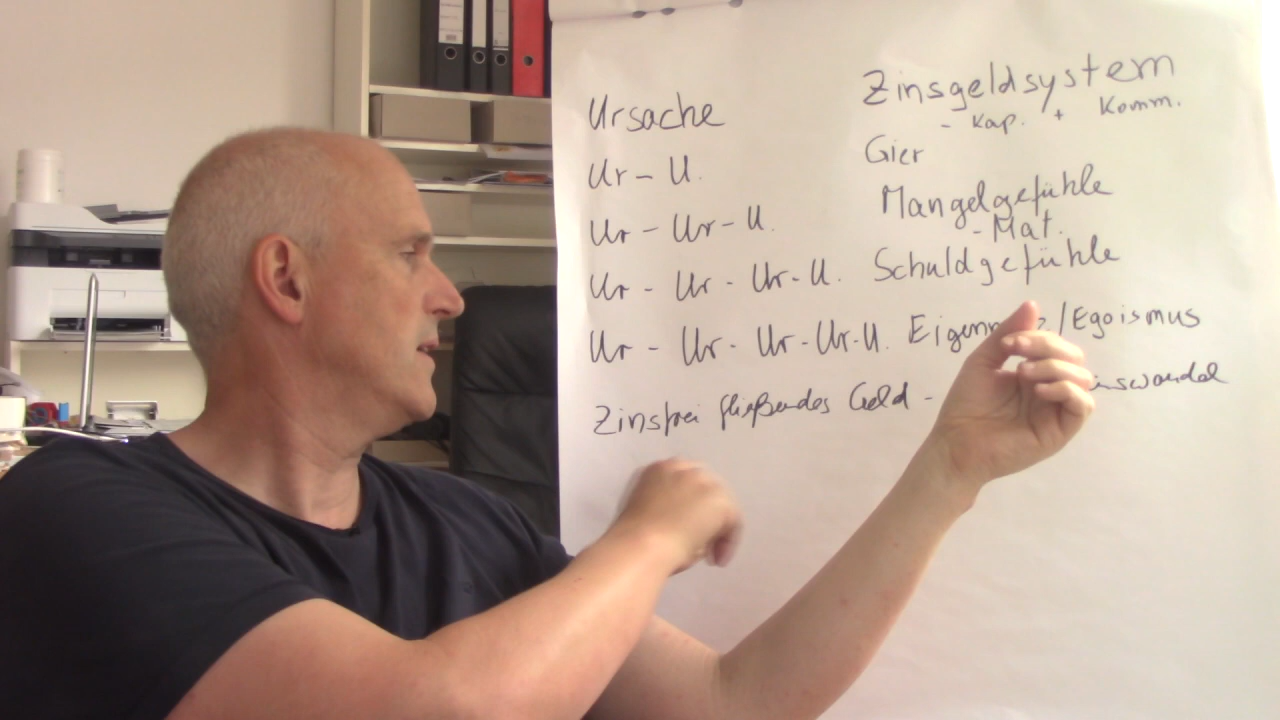 Ursache Zinsgeldsystem
- Kap. + Komm.
Ur - U. Gier
Ur - Ur - U. Mangelgefühle
- Mat.
Ur - Ur - Ur - U. Schuldgefühle
Ur - Ur - Ur - Ur - U. /Egoismus
Zinsfrei fließendes Geld -